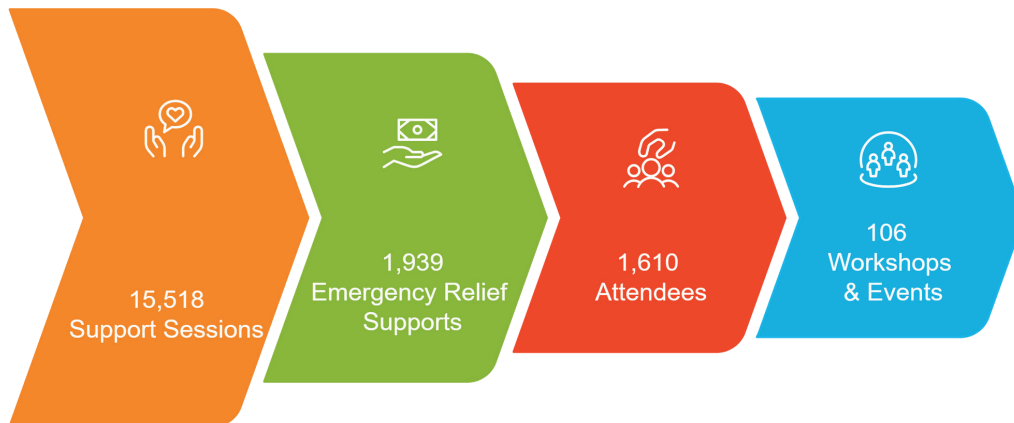 15,518
Support Sessions
1,939
Emergency Relief
Supports
1,610
Attendees
106
Workshops
& Events